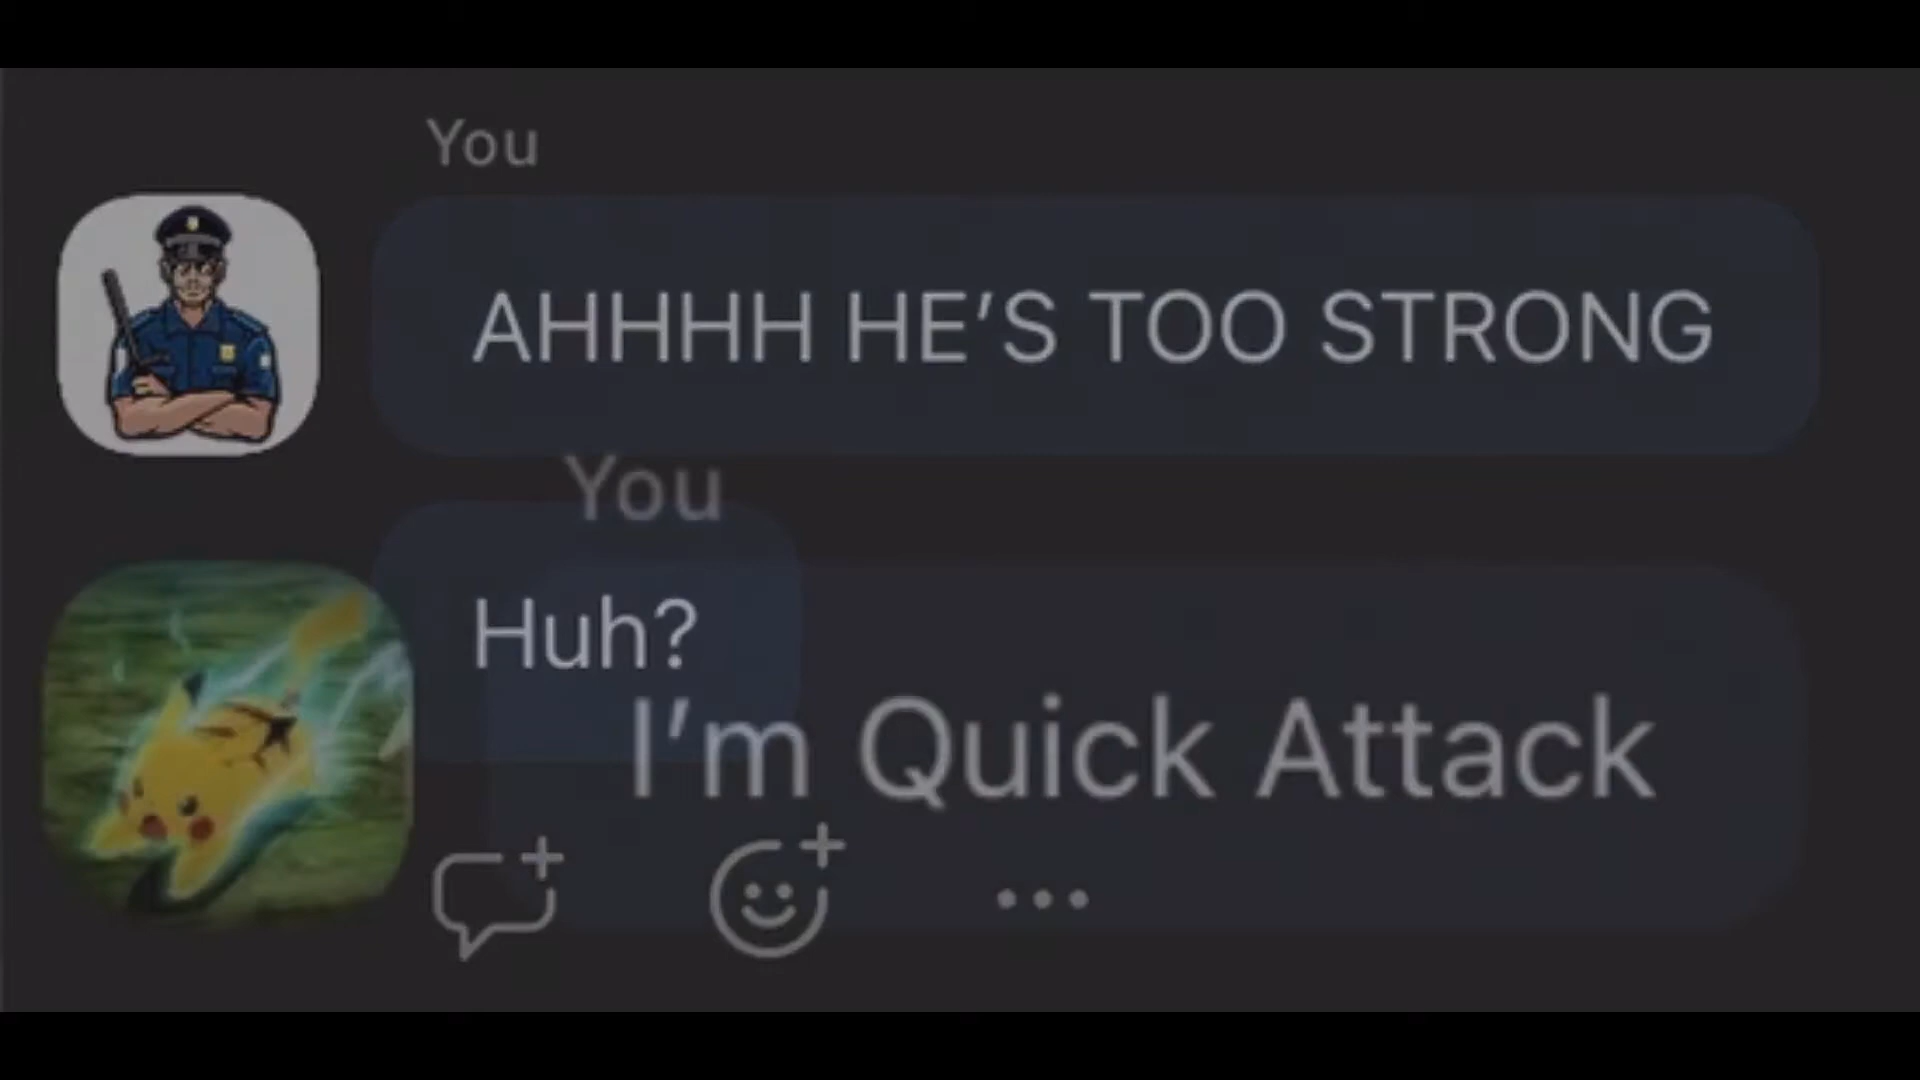 You
AHHHH HE’S TOO STRONG
You
Huh?
I’m Quick Attack